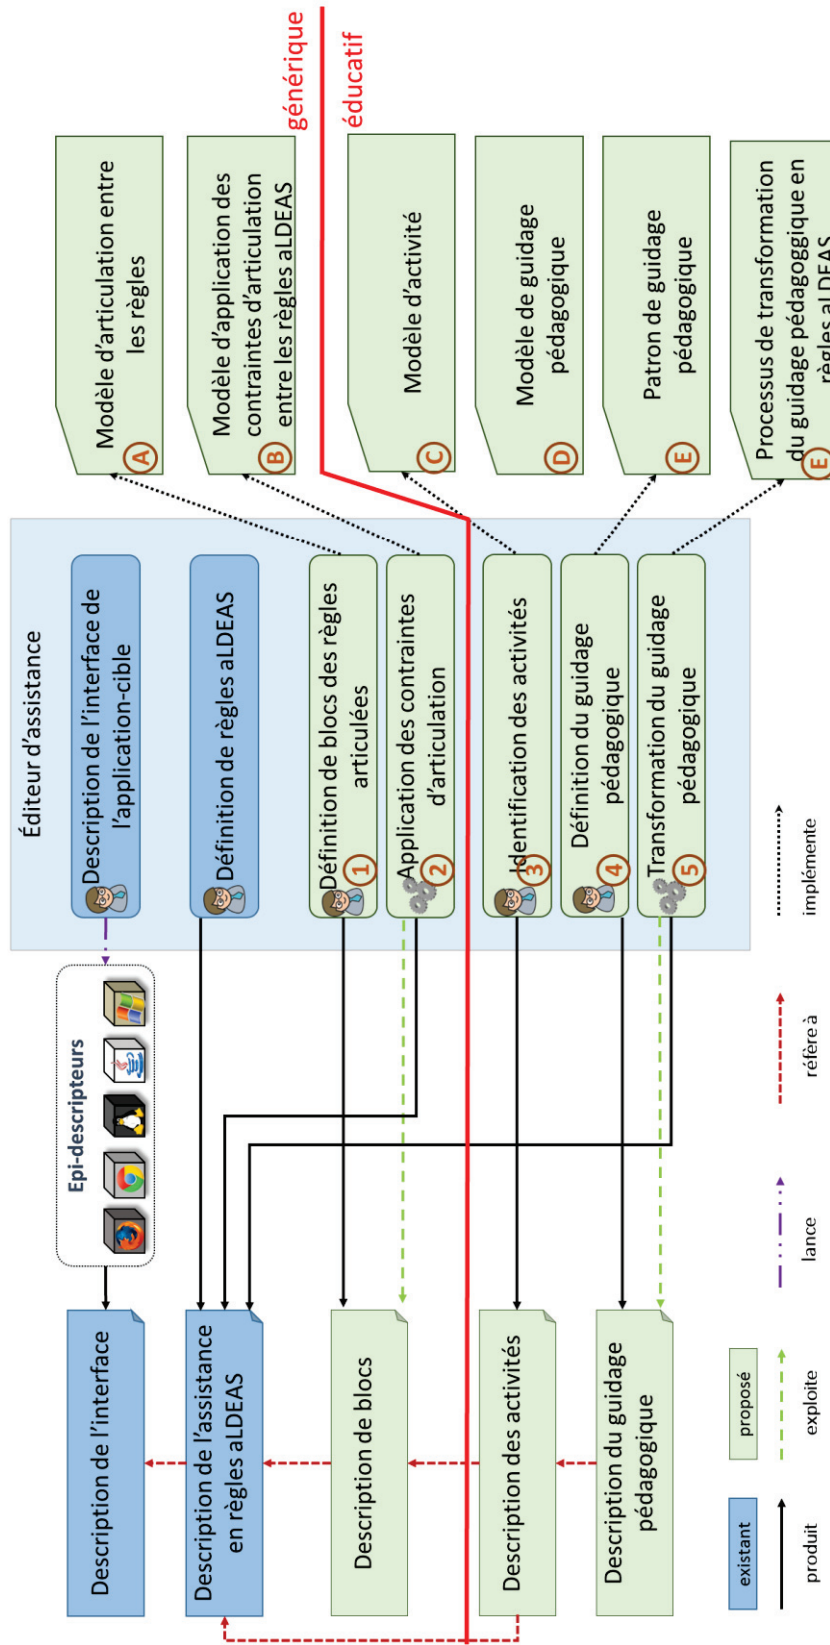 Éditeur d'assistance
Description de l'interface
Epi-descripteurs
Description de l'interface de
l'application-cible
Modèle d'articulation entre
les règles
A
Description de l'assistance
en règles aLDEAS
Définition de règles aLDEAS
Modèle d'application des
contraintes d'articulation
entre les règles aLDEAS
B
Description de blocs
Définition de blocs des règles
articulées
1
Application des contraintes
d'articulation
2
générique
éducatif
Description des activités
Identification des activités
3
Modèle d'activité
C
Définition du guidage
pédagogique
4
Modèle de guidage
pédagogique
D
Description du guidage
pédagogique
Transformation du guidage
pédagogique
5
Patron de guidage
pédagogique
E
Processus de transformation
du guidage pédagoggique en
règles aLDEAS
E
existant
proposé
produit
exploite
lance
réfère à
implémente